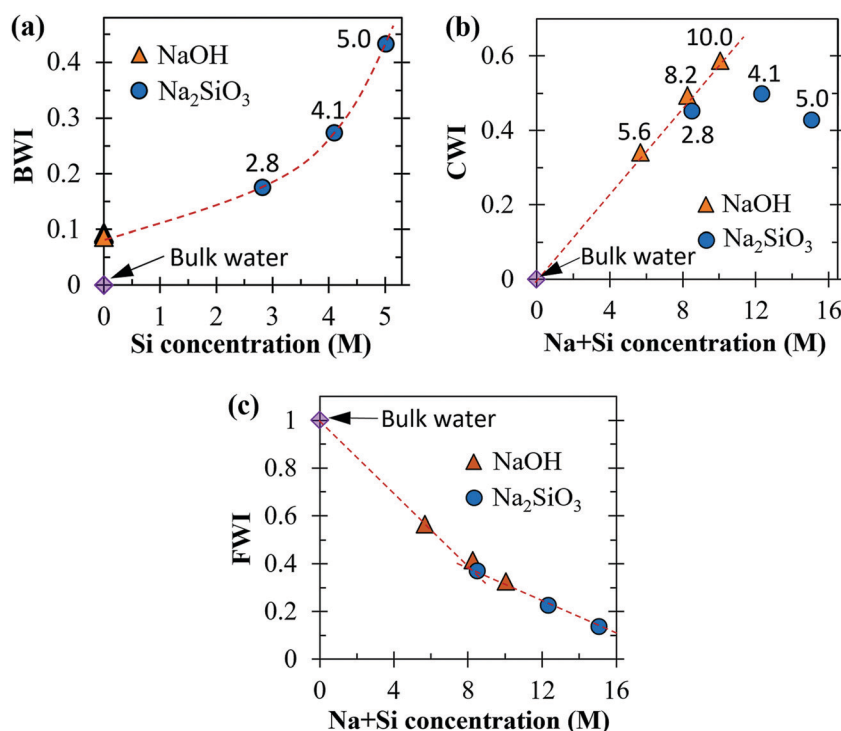 (a)
BWI
0.4
0.3
0.2
0.1
0
NaOH
Na₂SiO₃
5.0
4.1
2.8
Bulk water
0 1 2 3 4 5
Si concentration (M)
(b)
CWI
0.6
0.4
0.2
0
10.0
8.2
4.1
5.0
2.8
5.6
NaOH
Na₂SiO₃
Bulk water
0 4 8 12 16
Na+Si concentration (M)
(c)
FWI
1
0.8
0.6
0.4
0.2
0
Bulk water
NaOH
Na₂SiO₃
0 4 8 12 16
Na+Si concentration (M)